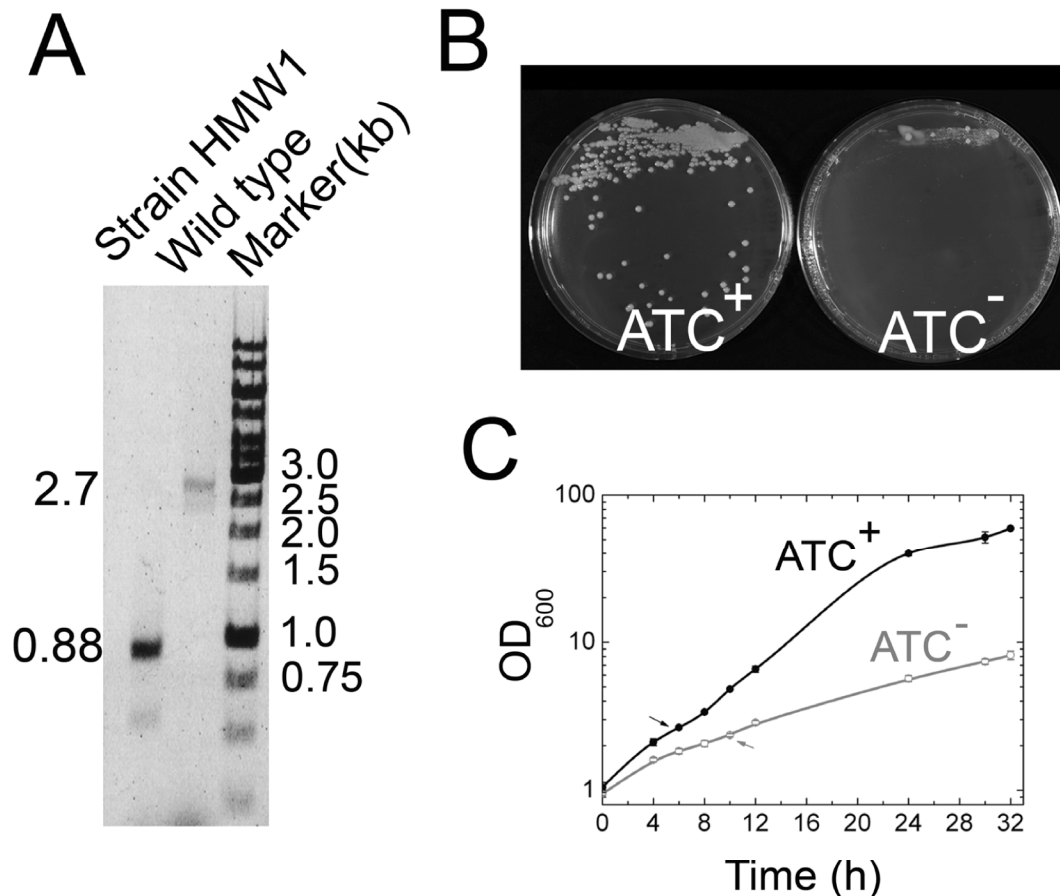 A
Strain HMW1
Wild type
Marker(kb)
2.7
0.88
3.0
2.5
2.0
1.5
1.0
0.75
B
ATC+
ATC-
C
OD600
100
10
1
ATC+
ATC-
0 4 8 12 16 20 24 28 32
Time (h)